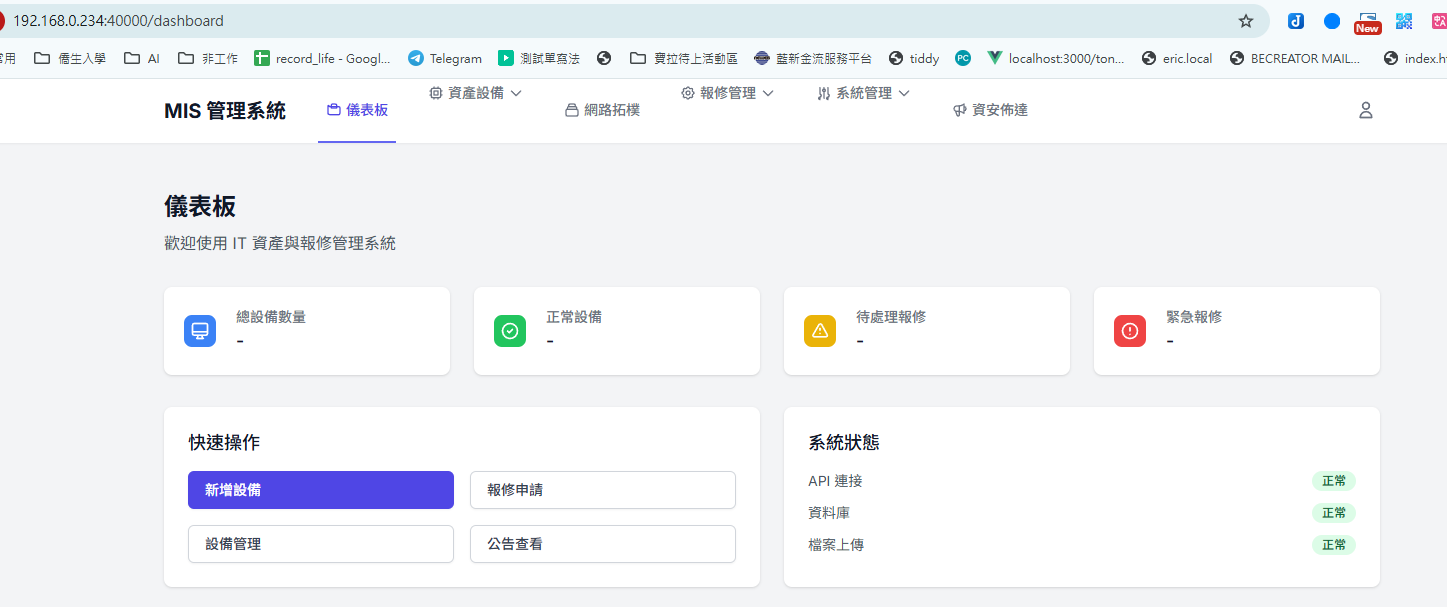 192.168.0.234:40000/dashboard
New
用 僑生入學 AI 非工作 record_life - Googl... Telegram 測試單寫法 寶拉待上活動區 藍新金流服務平台 tiddy PC localhost:3000/ton... eric.local BECREATOR MAIL... index.h
MIS 管理系統 儀表板 資產設備 網路拓樸 報修管理 系統管理 資安佈達
儀表板
歡迎使用 IT 資產與報修管理系統
總設備數量 正常設備 待處理報修 緊急報修
- - - -
快速操作
新增設備 報修申請
設備管理 公告查看
系統狀態
API 連接 正常
資料庫 正常
檔案上傳 正常